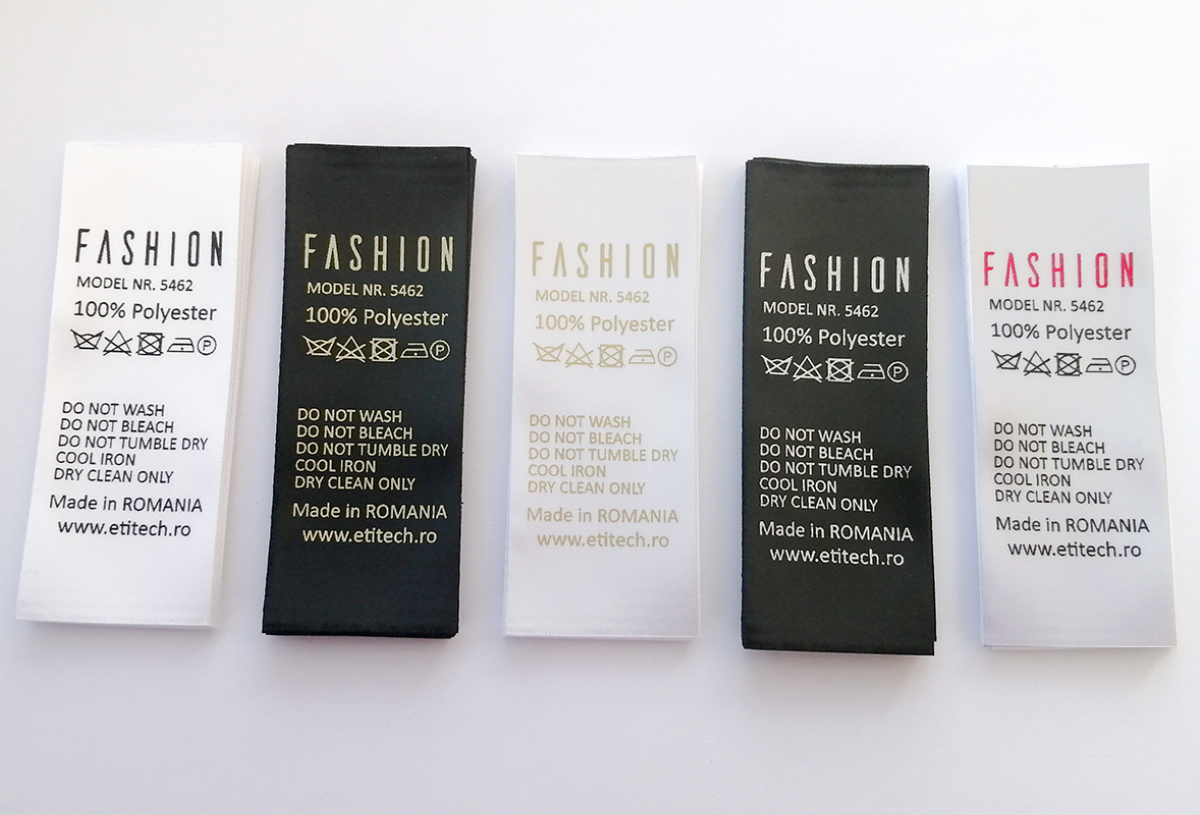 FASHION
MODEL NR. 5462
100% Polyester
P
DO NOT WASH
DO NOT BLEACH
DO NOT TUMBLE DRY
COOL IRON
DRY CLEAN ONLY
Made in ROMANIA
www.etitech.ro
FASHION
MODEL NR. 5462
100% Polyester
P
DO NOT WASH
DO NOT BLEACH
DO NOT TUMBLE DRY
COOL IRON
DRY CLEAN ONLY
Made in ROMANIA
www.etitech.ro
FASHION
MODEL NR. 5462
100% Polyester
P
DO NOT WASH
DO NOT BLEACH
DO NOT TUMBLE DRY
COOL IRON
DRY CLEAN ONLY
Made in ROMANIA
www.etitech.ro
FASHION
MODEL NR. 5462
100% Polyester
P
DO NOT WASH
DO NOT BLEACH
DO NOT TUMBLE DRY
COOL IRON
DRY CLEAN ONLY
Made in ROMANIA
www.etitech.ro
FASHION
MODEL NR. 5462
100% Polyester
P
DO NOT WASH
DO NOT BLEACH
DO NOT TUMBLE DRY
COOL IRON
DRY CLEAN ONLY
Made in ROMANIA
www.etitech.ro